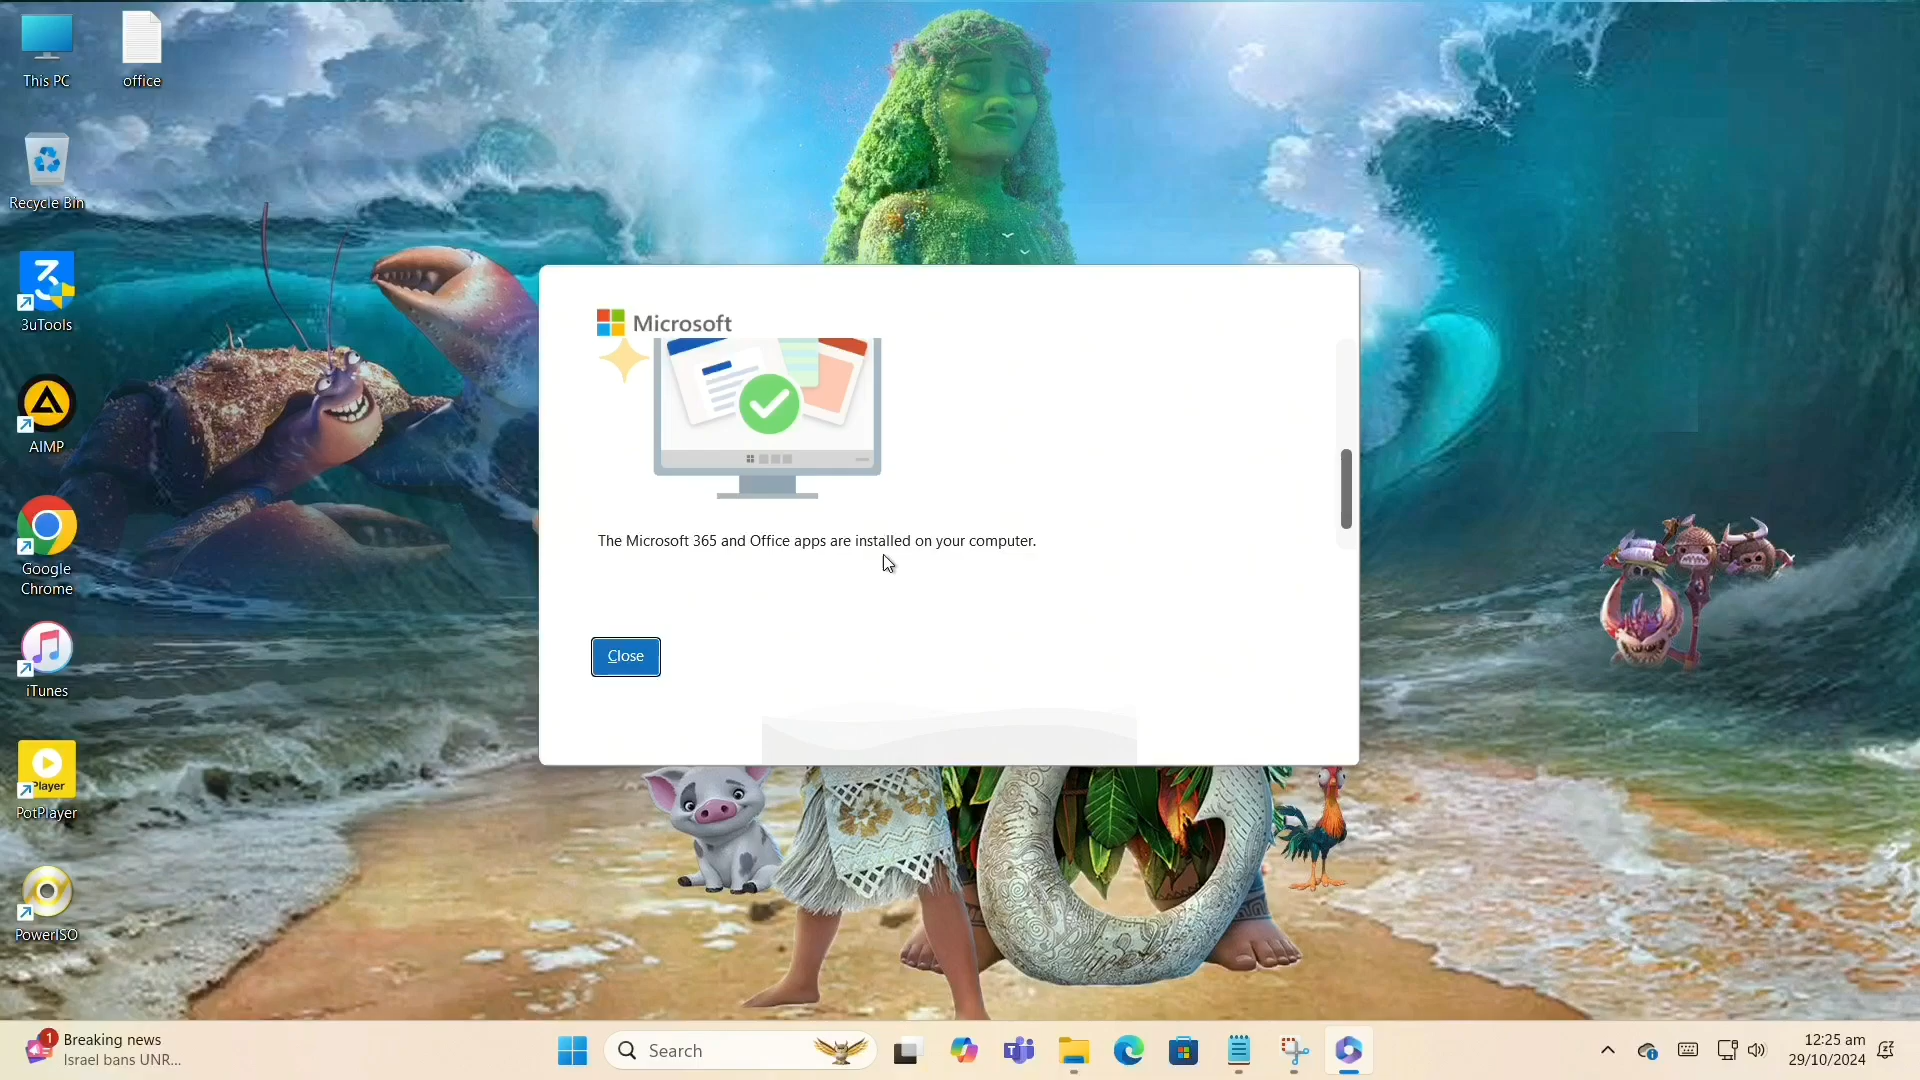 This PC
office
Recycle Bin
3uTools
AIMP
Google
Chrome
iTunes
Player
PotPlayer
PowerISO
Microsoft
The Microsoft 365 and Office apps are installed on your computer.
Close
1
Breaking news
Israel bans UNR...
Search
12:25 am
29/10/2024